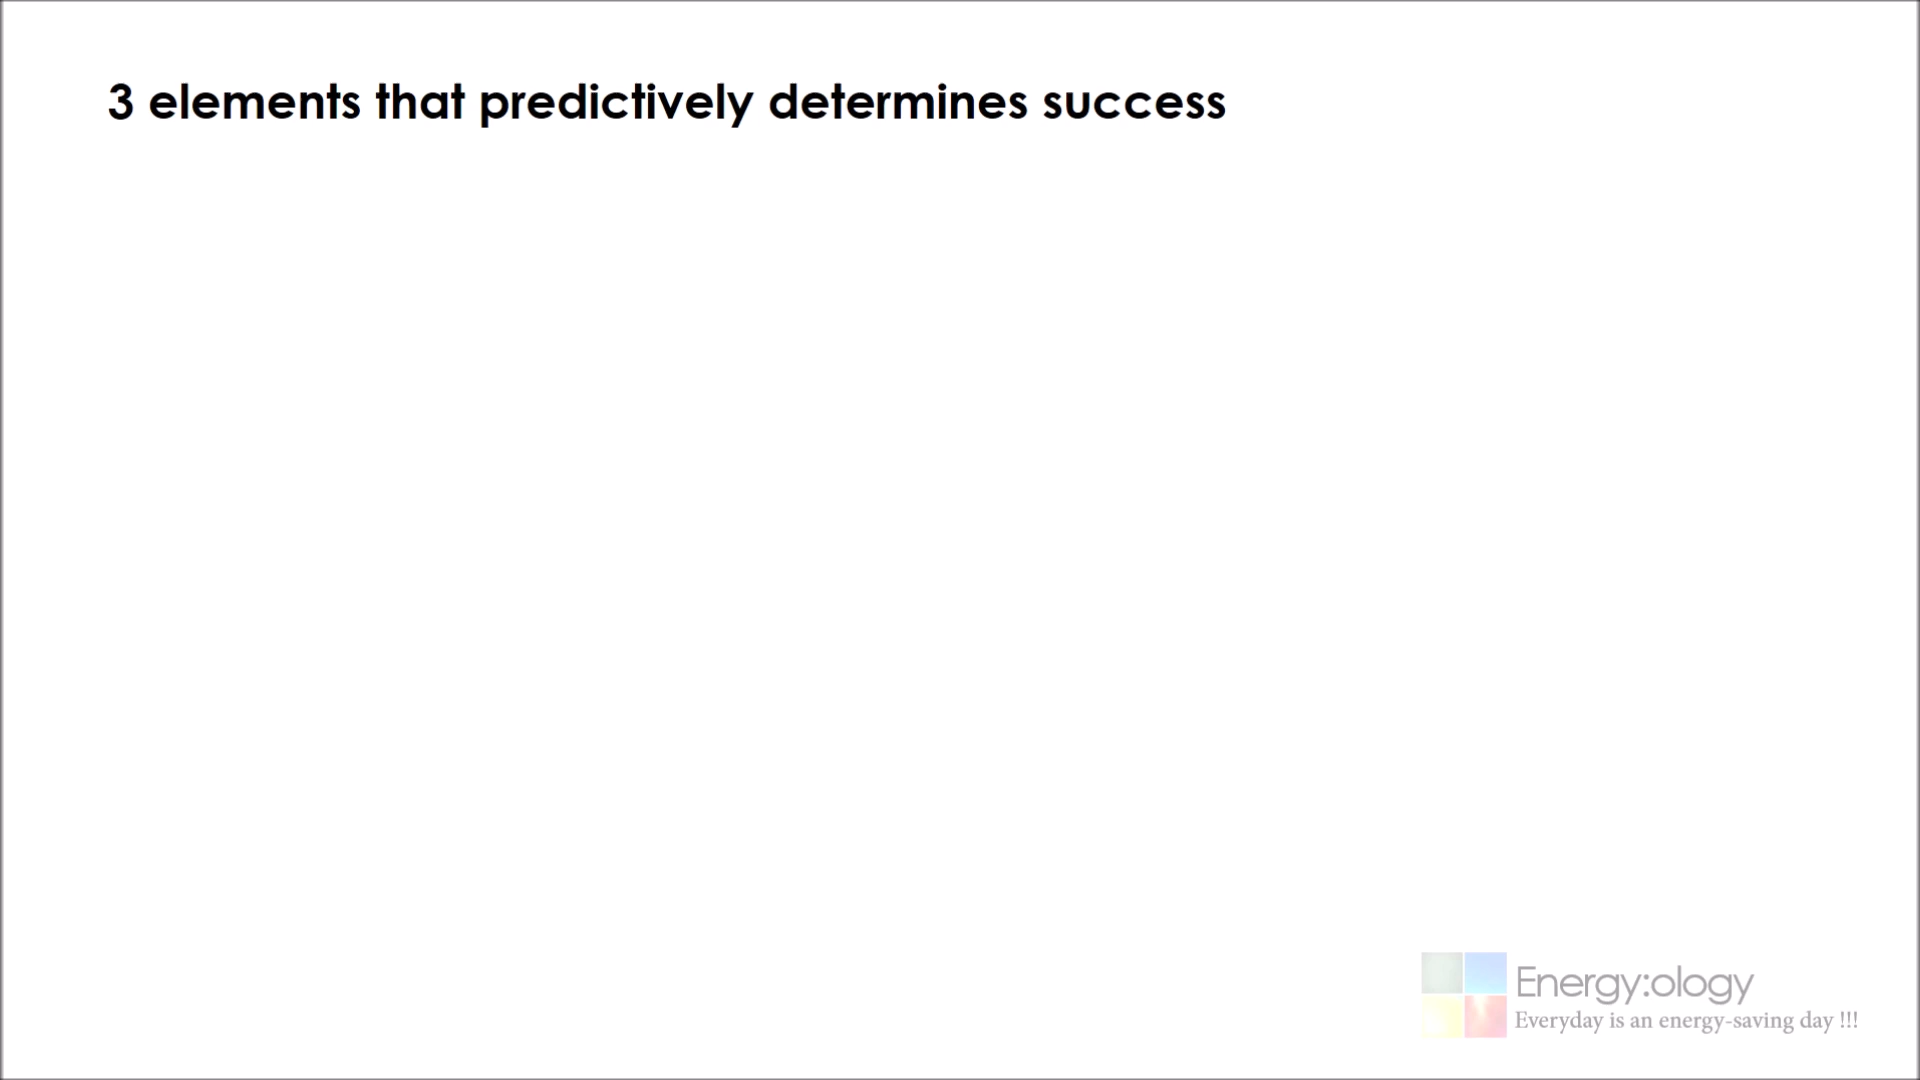 3 elements that predictively determines success
Energy:ology
Everyday is an energy-saving day !!!